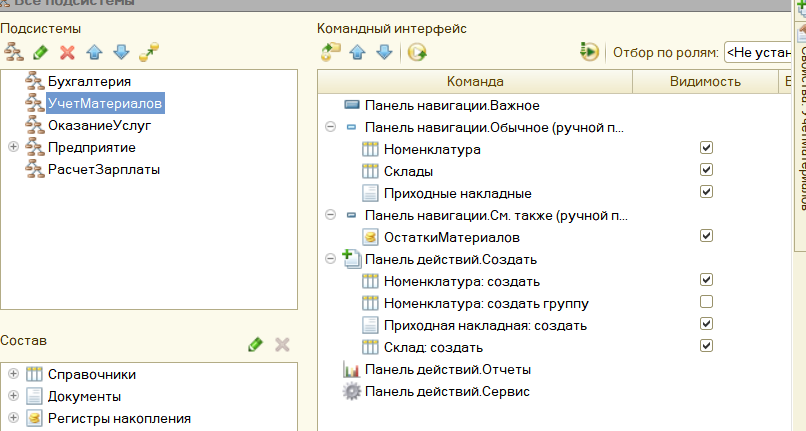 Все подсистемы
Подсистемы
Бухгалтерия
УчетМатериалов
ОказаниеУслуг
Предприятие
РасчетЗарплаты
Состав
Справочники
Документы
Регистры накопления
Командный интерфейс
Отбор по ролям: <Не устан
Команда Видимость
Панель навигации.Важное
Панель навигации.Обычное (ручной п...
Номенклатура
Склады
Приходные накладные
Панель навигации.См. также (ручной п...
ОстаткиМатериалов
Панель действий.Создать
Номенклатура: создать
Номенклатура: создать группу
Приходная накладная: создать
Склад: создать
Панель действий.Отчеты
Панель действий.Сервис